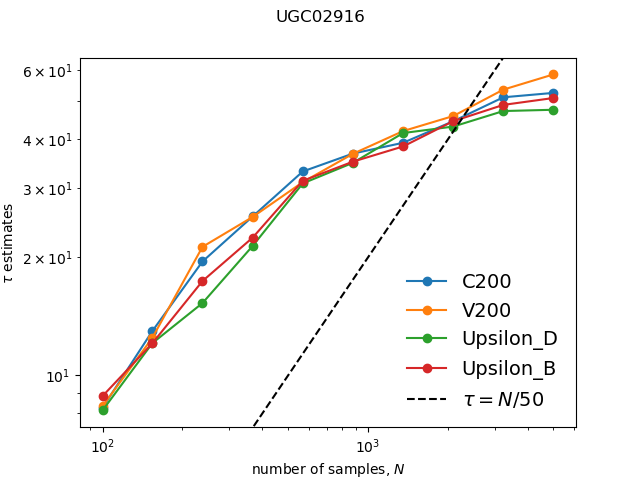 UGC02916
6 × 10¹
4 × 10¹
3 × 10¹
2 × 10¹
10¹
τ estimates
C200
V200
Upsilon_D
Upsilon_B
τ = N/50
10² 10³
number of samples, N